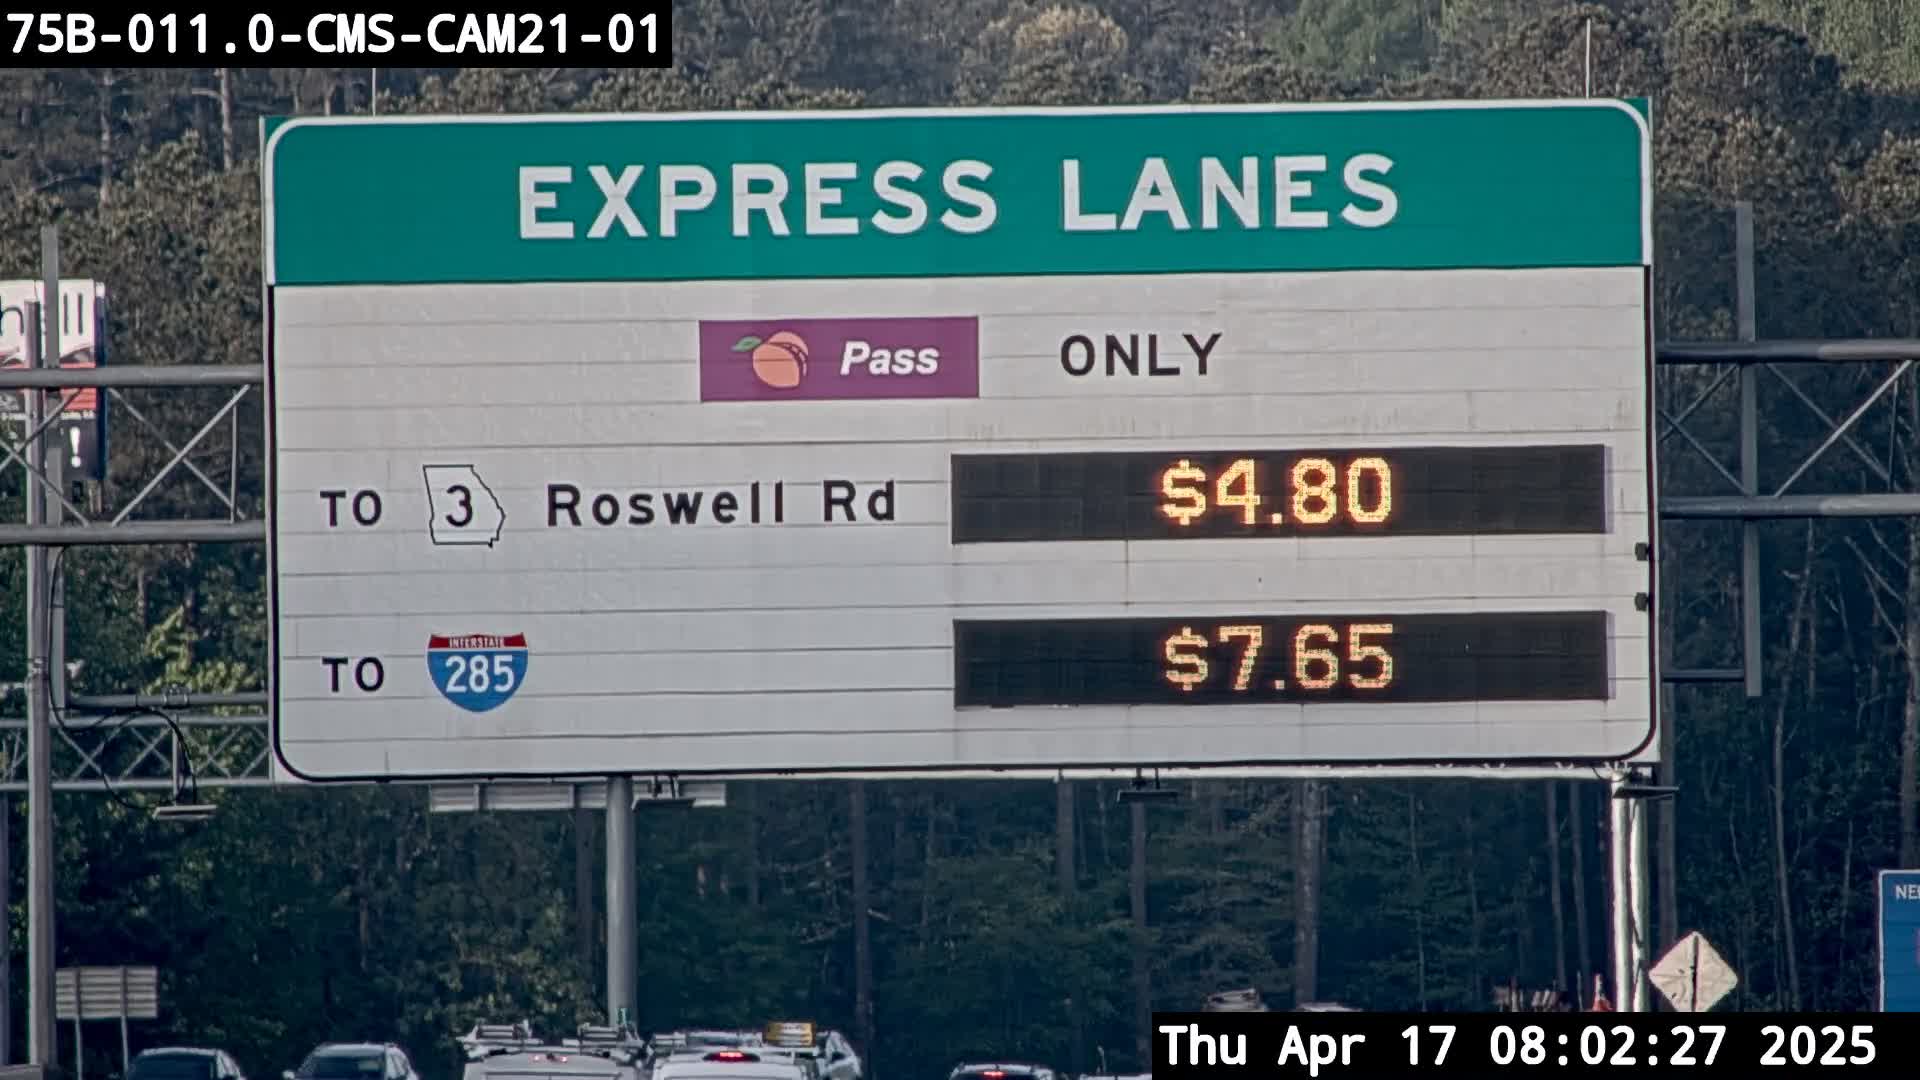 75B-011.0-CMS-CAM21-01
EXPRESS LANES
Pass ONLY
TO 3 Roswell Rd $4.80
INTERSTATE
TO 285 $7.65
!
Thu Apr 17 08:02:27 2025